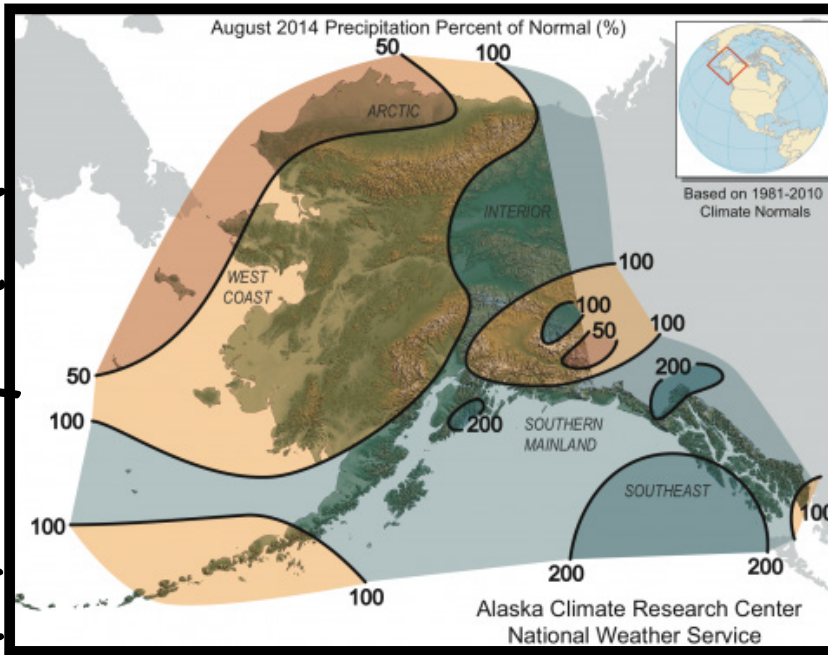 August 2014 Precipitation Percent of Normal (%)
50
100
ARCTIC
Based on 1981-2010
Climate Normals
INTERIOR
WEST
COAST
100
100
50
100
200
50
100
200
SOUTHERN
MAINLAND
SOUTHEAST
100
100
200
200
100
Alaska Climate Research Center
National Weather Service